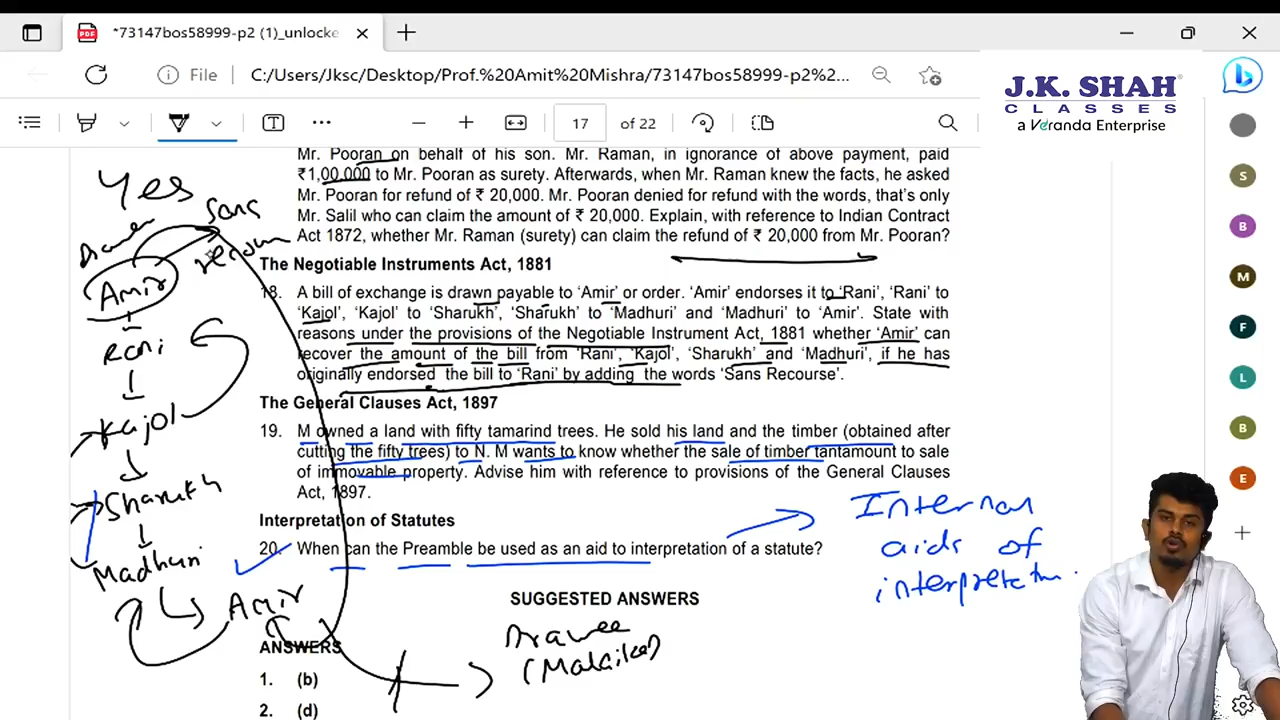 *73147bos58999-p2 (1)_unlocke
File
C:/Users/Jksc/Desktop/Prof.%20Amit%20Mishra/73147bos58999-p2%2...
J.K. SHAH®
CLASSES
a Veranda Enterprise
17 of 22
Mr. Pooran on behalf of his son. Mr. Raman, in ignorance of above payment, paid
₹1,00,000 to Mr. Pooran as surety. Afterwards, when Mr. Raman knew the facts, he asked
Mr. Pooran for refund of ₹ 20,000. Mr. Pooran denied for refund with the words, that's only
Mr. Salil who can claim the amount of ₹ 20,000. Explain, with reference to Indian Contract
Act 1872, whether Mr. Raman (surety) can claim the refund of ₹ 20,000 from Mr. Pooran?
The Negotiable Instruments Act, 1881
18. A bill of exchange is drawn payable to 'Amir' or order. 'Amir' endorses it to 'Rani', 'Rani' to
'Kajol', 'Kajol' to 'Sharukh', 'Sharukh' to 'Madhuri' and 'Madhuri' to 'Amir'. State with
reasons under the provisions of the Negotiable Instrument Act, 1881 whether 'Amir' can
recover the amount of the bill from 'Rani', 'Kajol', 'Sharukh' and 'Madhuri', if he has
originally endorsed the bill to 'Rani' by adding the words 'Sans Recourse'.
The General Clauses Act, 1897
19. M owned a land with fifty tamarind trees. He sold his land and the timber (obtained after
cutting the fifty trees) to N. M wants to know whether the sale of timber tantamount to sale
of immovable property. Advise him with reference to provisions of the General Clauses
Act, 1897.
Interpretation of Statutes
20. When can the Preamble be used as an aid to interpretation of a statute?
SUGGESTED ANSWERS
ANSWERS
1. (b)
2. (d)
Yes
Sans
Drawer
Amir
Rani
Kajol
Sharukh
Madhuri
Amir
Drawee
(Malaika)
Internal
aids of
S
B
M
F
L
B
E